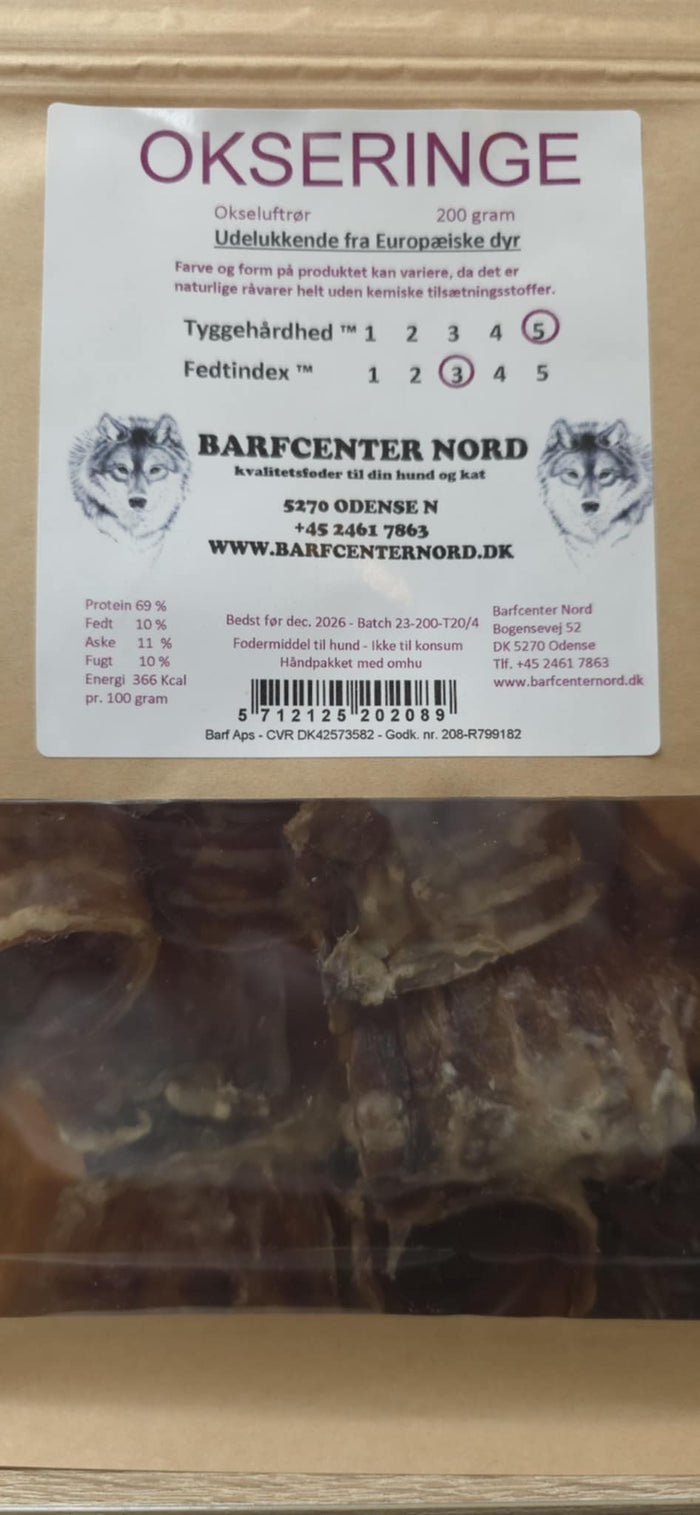 OKSERINGE
Okseluftrør 200 gram
Udelukkende fra Europæiske dyr
Farve og form på produktet kan variere, da det er
naturlige råvarer helt uden kemiske tilsætningsstoffer.
Tyggehårdhed ™ 1 2 3 4 5
Fedtindex ™ 1 2 3 4 5
BARFCENTER NORD
kvalitetsfoder til din hund og kat
5270 ODENSE N
+45 2461 7863
WWW.BARFCENTERNORD.DK
Protein 69 %
Fedt 10 %
Aske 11 %
Fugt 10 %
Energi 366 Kcal
pr. 100 gram
Bedst før dec. 2026 - Batch 23-200-T20/4
Fodermiddel til hund - Ikke til konsum
Håndpakket med omhu
5 712125 202089
Barf Aps - CVR DK42573582 - Godk. nr. 208-R799182
Barfcenter Nord
Bogensevej 52
DK 5270 Odense
Tlf. +45 2461 7863
www.barfcenternord.dk